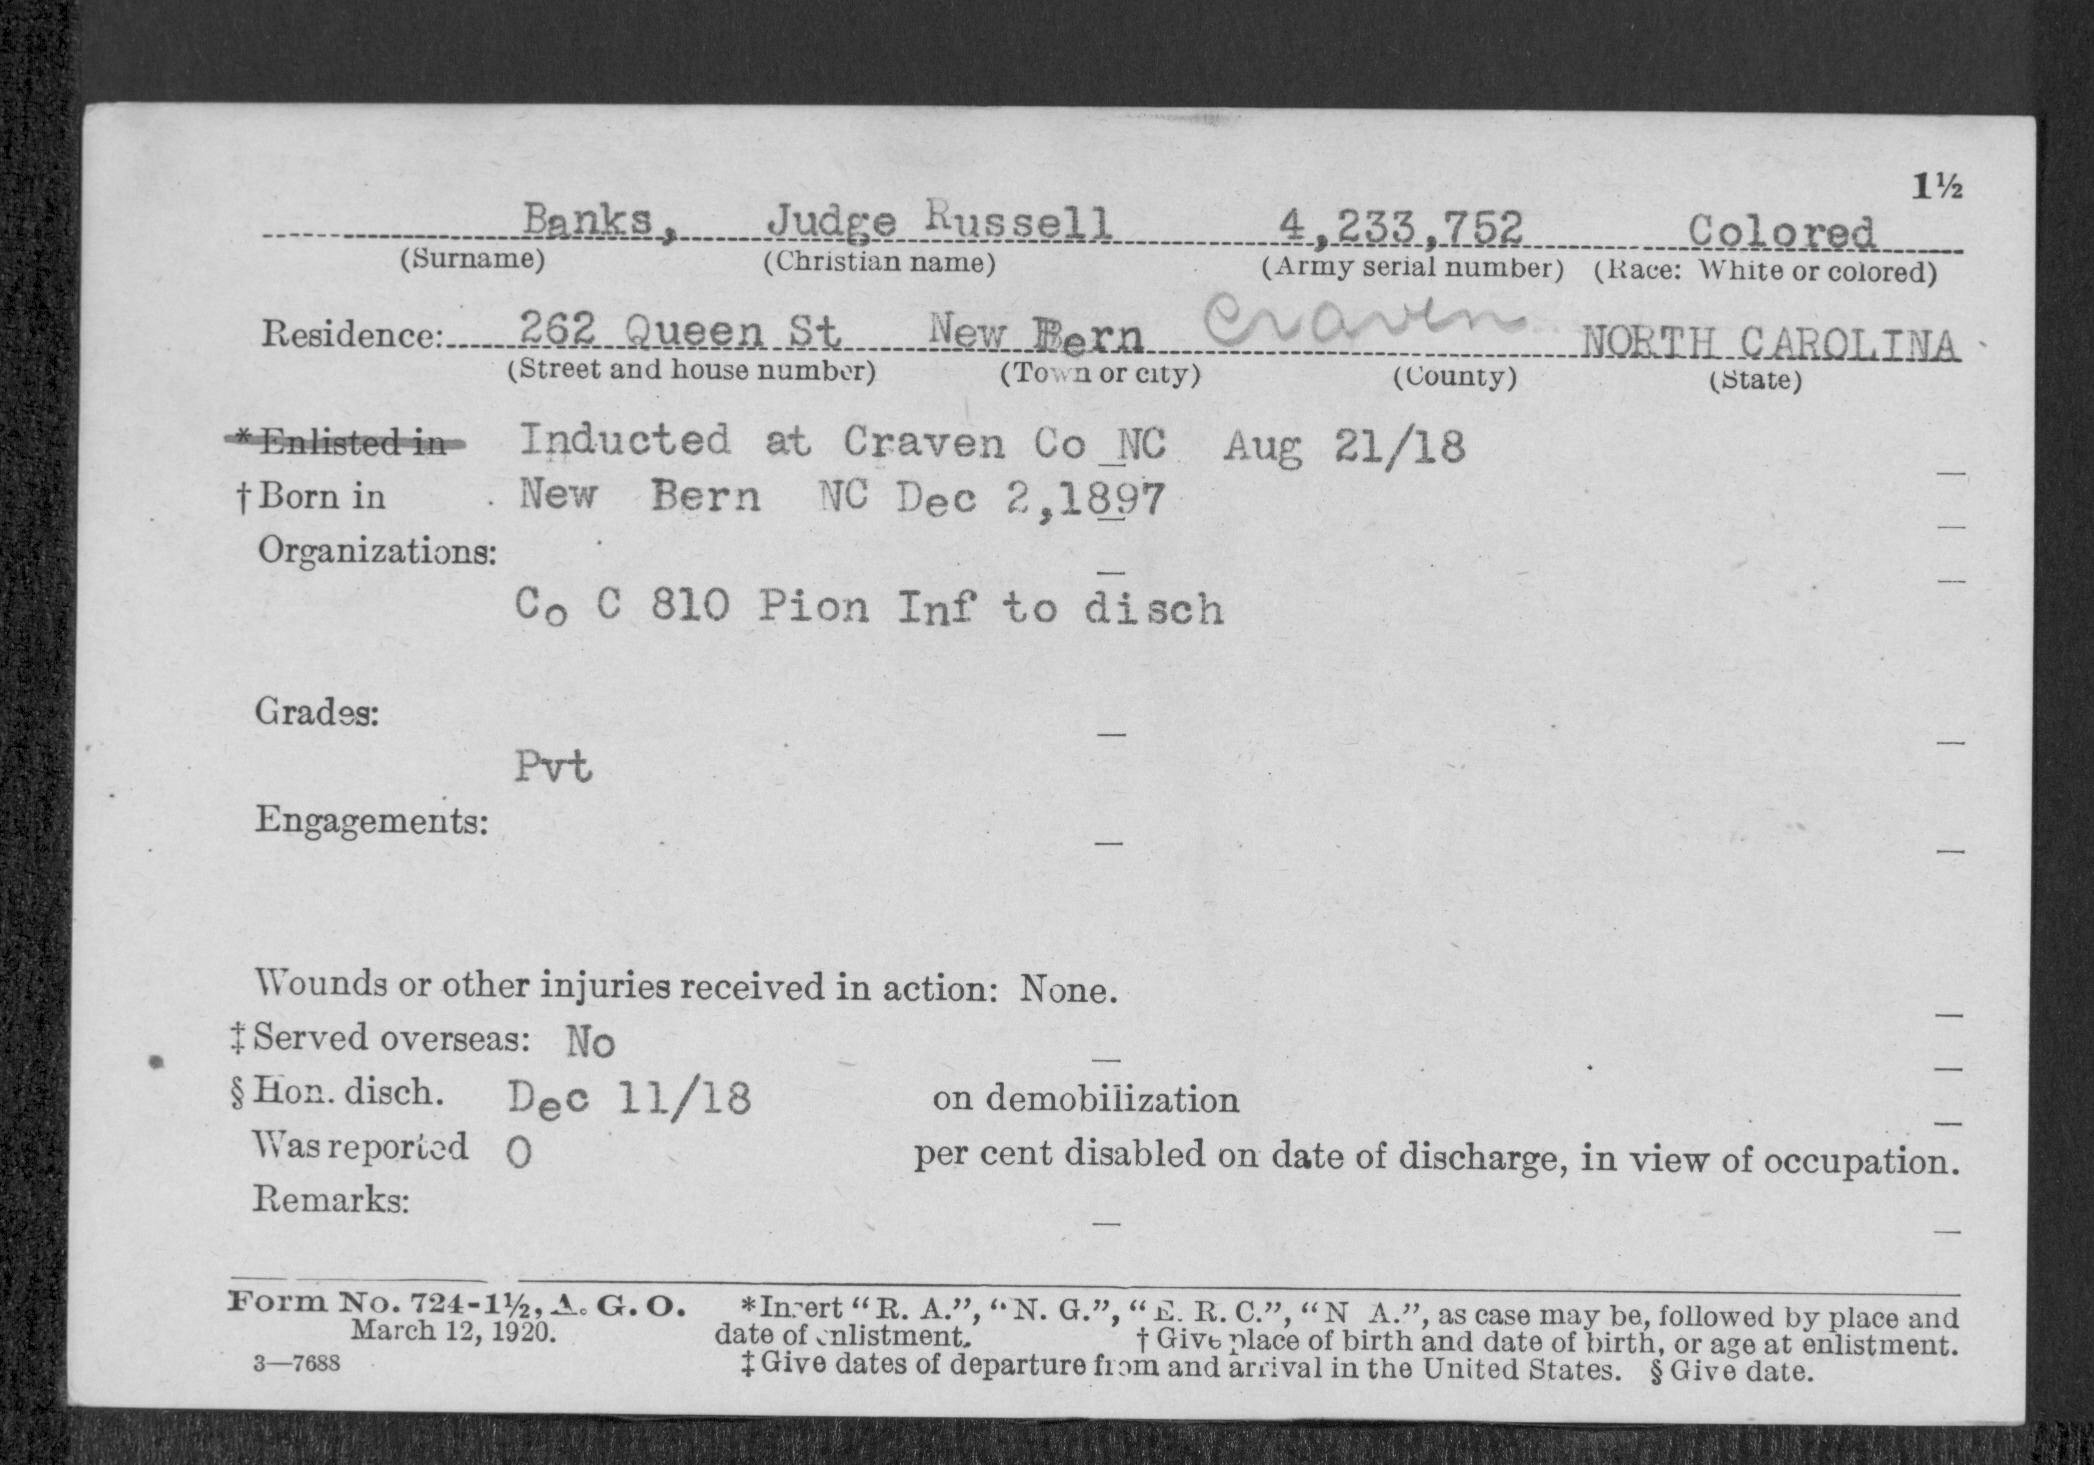 1½
Banks, Judge Russell 4,233,752 Colored
(Surname) (Christian name) (Army serial number) (Race: White or colored)
Residence: 262 Queen St New Bern Craven NORTH CAROLINA
(Street and house number) (Town or city) (County) (State)
*Enlisted in Inducted at Craven Co NC Aug 21/18
†Born in New Bern NC Dec 2,1897
Organizations:
Co C 810 Pion Inf to disch
Grades:
Pvt
Engagements:
Wounds or other injuries received in action: None.
‡Served overseas: No
§Hon. disch. Dec 11/18 on demobilization
Was reported 0 per cent disabled on date of discharge, in view of occupation.
Remarks:
Form No. 724-1½, A. G. O. *Insert "R. A.", "N. G.", "E. R. C.", "N A.", as case may be, followed by place and
March 12, 1920. date of enlistment. †Give place of birth and date of birth, or age at enlistment.
3—7688 ‡Give dates of departure from and arrival in the United States. §Give date.